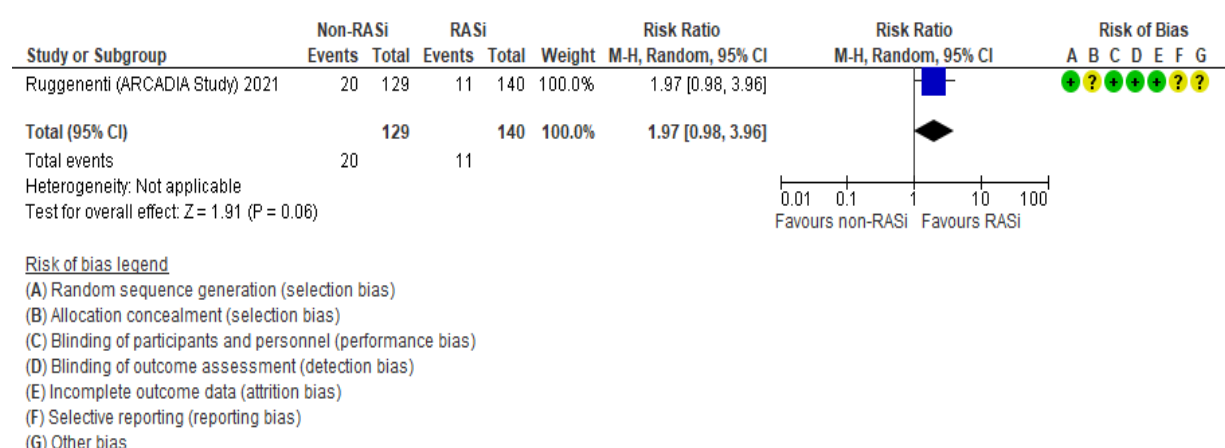 Non-RASi RASi Risk Ratio Risk Ratio Risk of Bias
Study or Subgroup Events Total Events Total Weight M-H, Random, 95% CI M-H, Random, 95% CI A B C D E F G
Ruggenenti (ARCADIA Study) 2021 20 129 11 140 100.0% 1.97 [0.98, 3.96] + ? + + + ? ?
Total (95% CI) 129 140 100.0% 1.97 [0.98, 3.96]
Total events 20 11
Heterogeneity: Not applicable
Test for overall effect: Z = 1.91 (P = 0.06)
0.01 0.1 1 10 100
Favours non-RASi Favours RASi
Risk of bias legend
(A) Random sequence generation (selection bias)
(B) Allocation concealment (selection bias)
(C) Blinding of participants and personnel (performance bias)
(D) Blinding of outcome assessment (detection bias)
(E) Incomplete outcome data (attrition bias)
(F) Selective reporting (reporting bias)
(G) Other bias